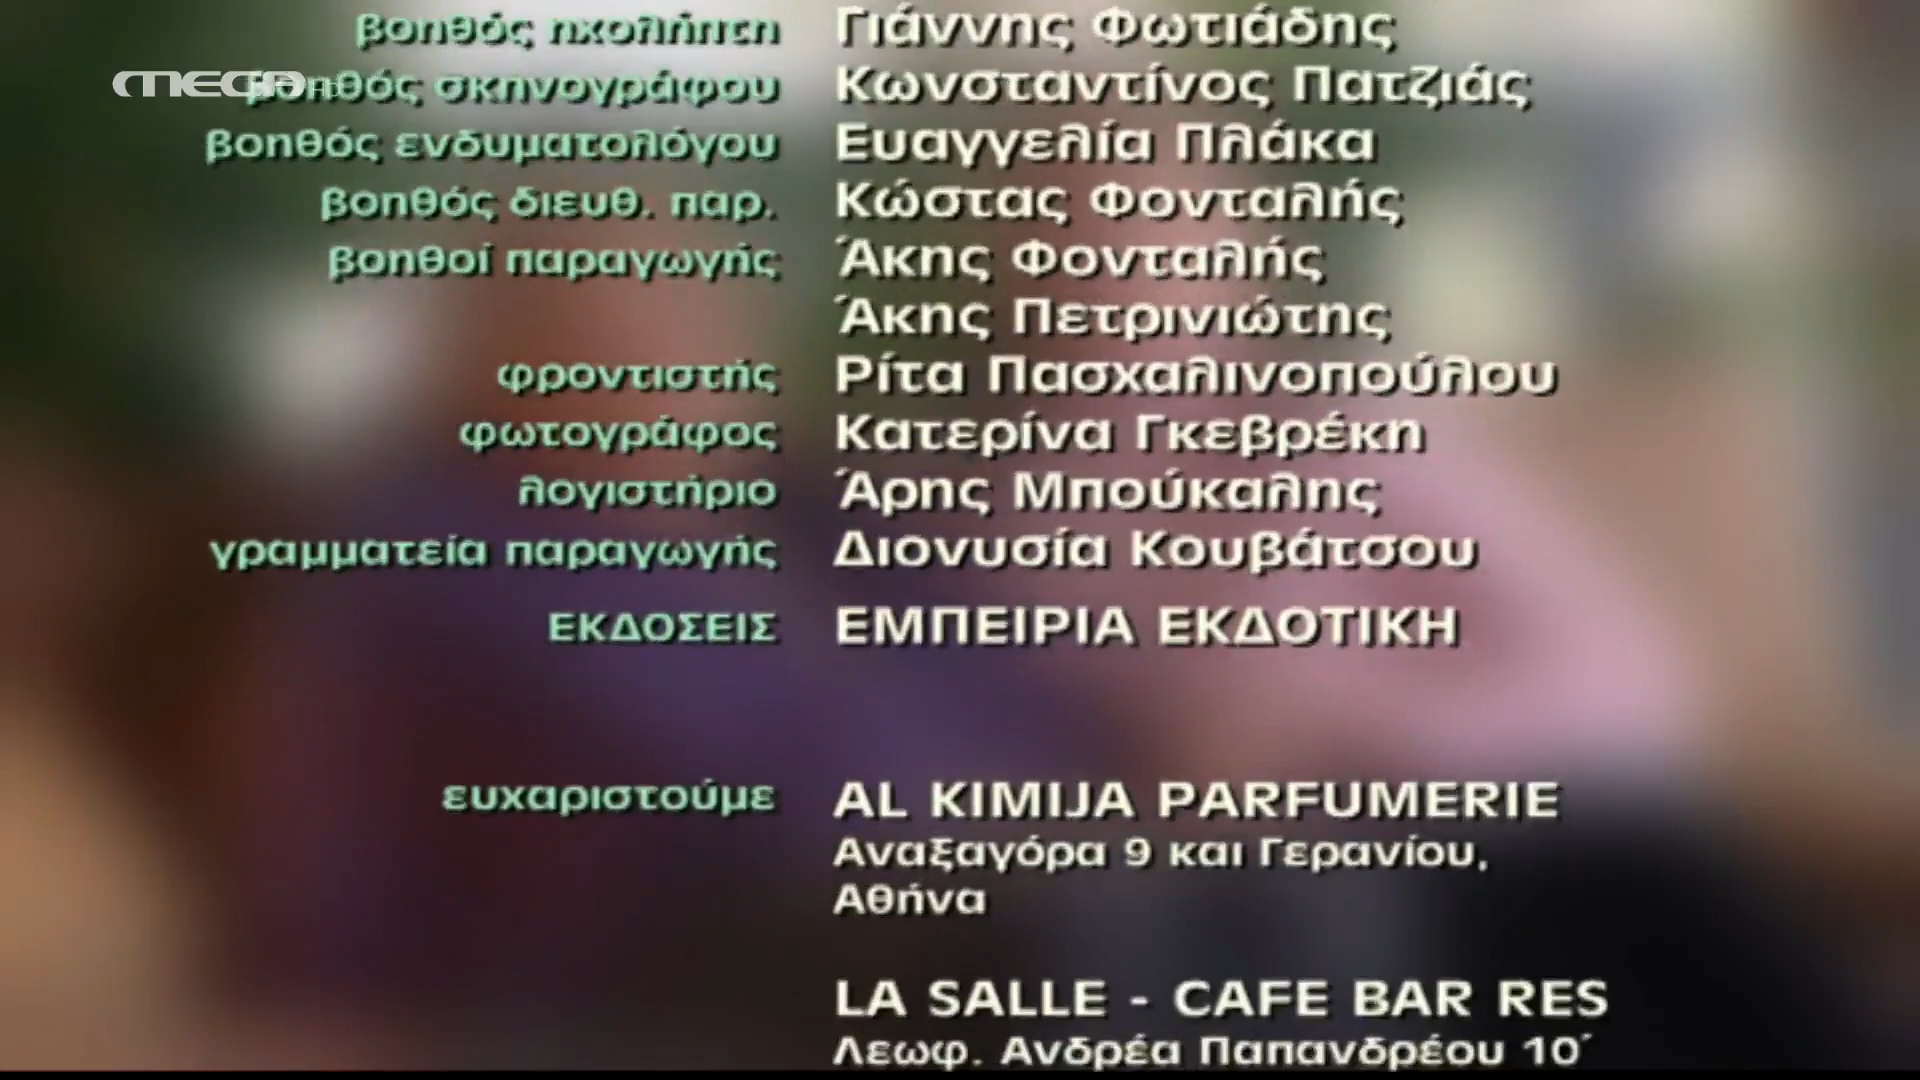 βοηθός ηχολήπτη Γιάννης Φωτιάδης
MEGA HD
βοηθός σκηνογράφου Κωνσταντίνος Πατζιάς
βοηθός ενδυματολόγου Ευαγγελία Πλάκα
βοηθός διευθ. παρ. Κώστας Φονταλής
βοηθοί παραγωγής Άκης Φονταλής
Άκης Πετρινιώτης
φροντιστής Ρίτα Πασχαλινοπούλου
φωτογράφος Κατερίνα Γκεβρέκη
λογιστήριο Άρης Μπούκαλης
γραμματεία παραγωγής Διονυσία Κουβάτσου
ΕΚΔΟΣΕΙΣ ΕΜΠΕΙΡΙΑ ΕΚΔΟΤΙΚΗ
ευχαριστούμε AL KIMIJA PARFUMERIE
Αναξαγόρα 9 και Γερανίου,
Αθήνα
LA SALLE - CAFE BAR RES
Λεωφ. Ανδρέα Παπανδρέου 10΄